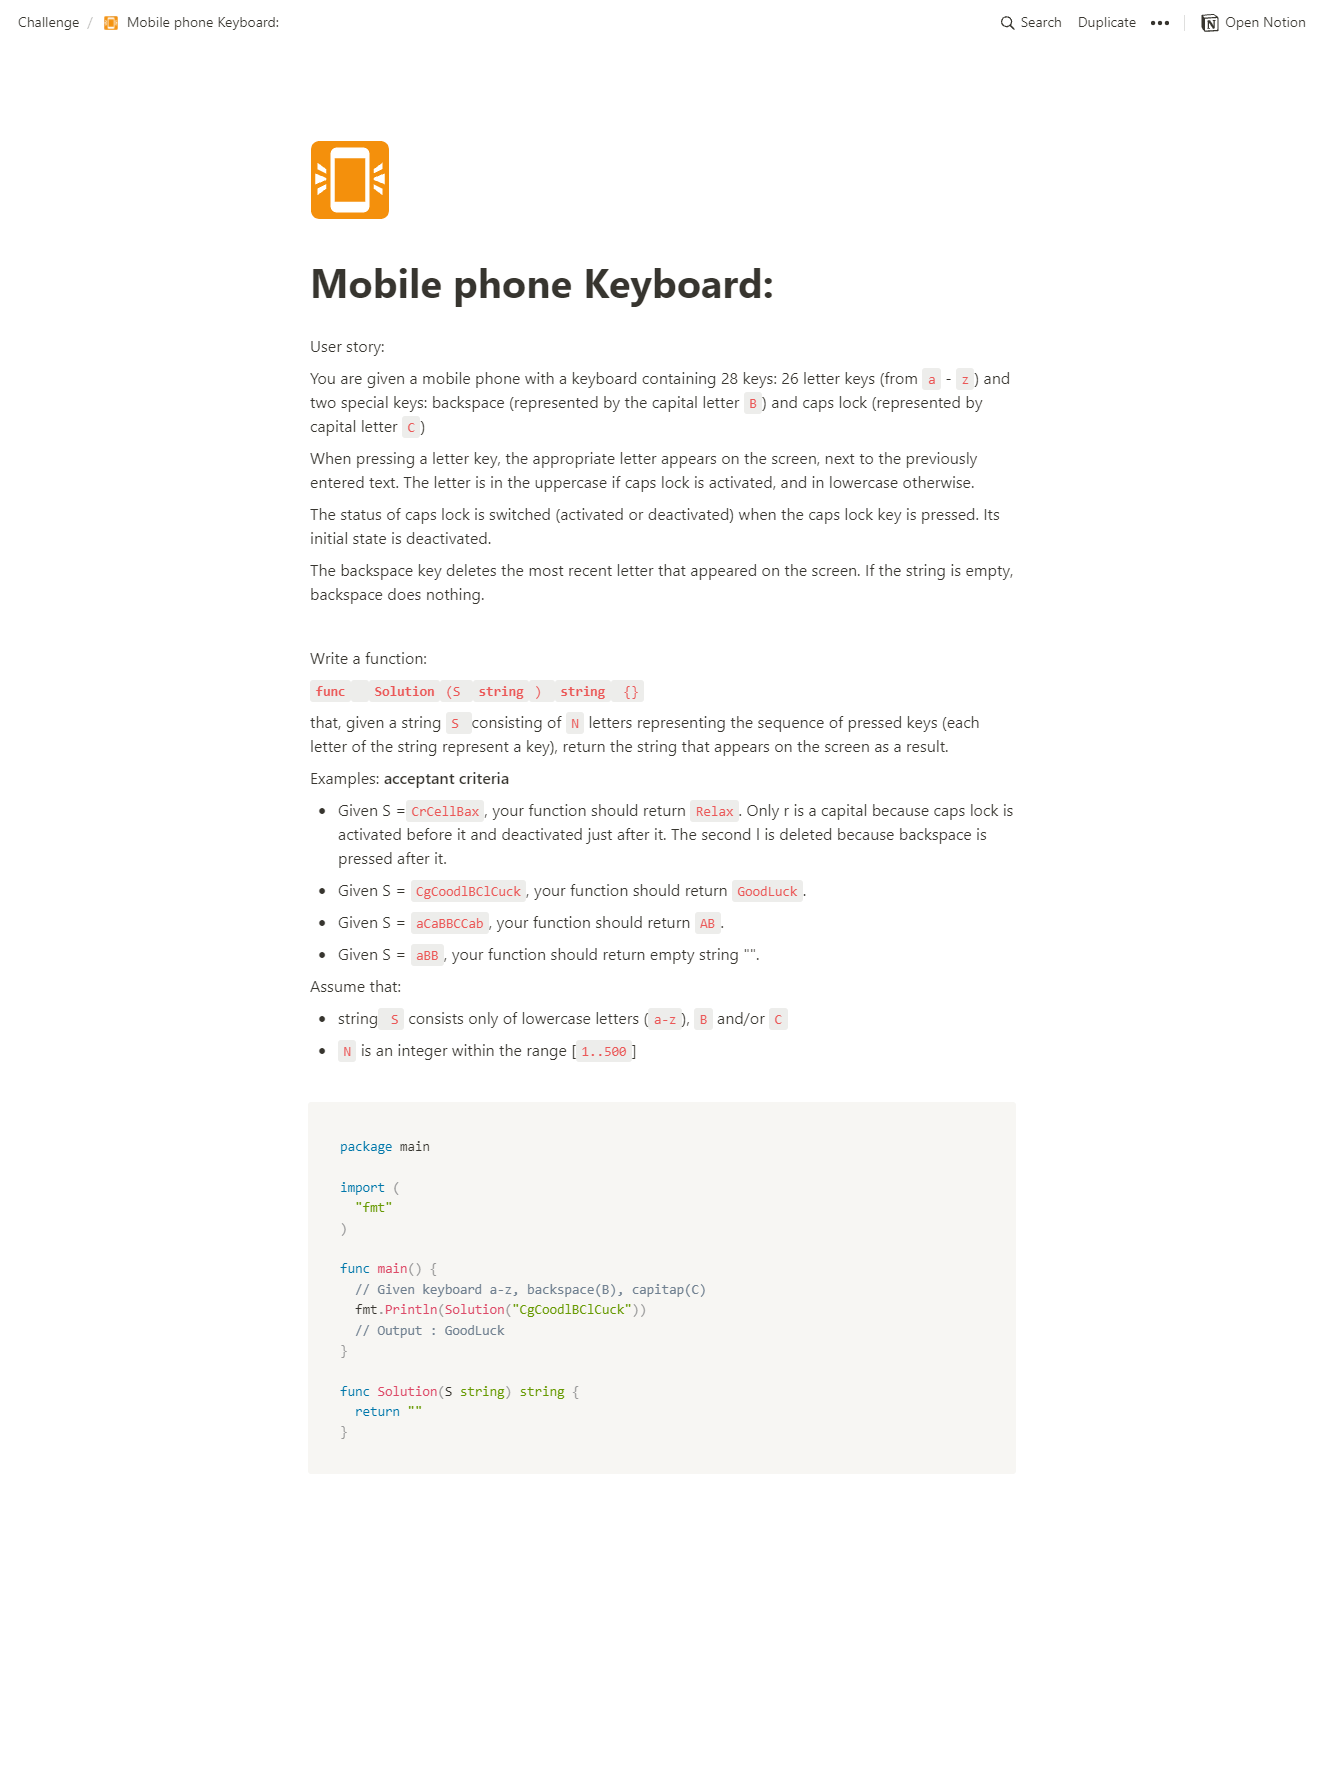 Challenge / Mobile phone Keyboard: Search Duplicate ••• Open Notion
Mobile phone Keyboard:
User story:
You are given a mobile phone with a keyboard containing 28 keys: 26 letter keys (from a - z) and
two special keys: backspace (represented by the capital letter B) and caps lock (represented by
capital letter C)
When pressing a letter key, the appropriate letter appears on the screen, next to the previously
entered text. The letter is in the uppercase if caps lock is activated, and in lowercase otherwise.
The status of caps lock is switched (activated or deactivated) when the caps lock key is pressed. Its
initial state is deactivated.
The backspace key deletes the most recent letter that appeared on the screen. If the string is empty,
backspace does nothing.
Write a function:
func Solution (S string ) string {}
that, given a string S consisting of N letters representing the sequence of pressed keys (each
letter of the string represent a key), return the string that appears on the screen as a result.
Examples: acceptant criteria
• Given S = CrCellBax, your function should return Relax. Only r is a capital because caps lock is
activated before it and deactivated just after it. The second l is deleted because backspace is
pressed after it.
• Given S = CgCoodlBClCuck, your function should return GoodLuck.
• Given S = aCaBBCCab, your function should return AB.
• Given S = aBB, your function should return empty string "".
Assume that:
• string S consists only of lowercase letters (a-z), B and/or C
• N is an integer within the range [1..500]
package main
import (
"fmt"
)
func main() {
// Given keyboard a-z, backspace(B), capitap(C)
fmt.Println(Solution("CgCoodlBClCuck"))
// Output : GoodLuck
}
func Solution(S string) string {
return ""
}